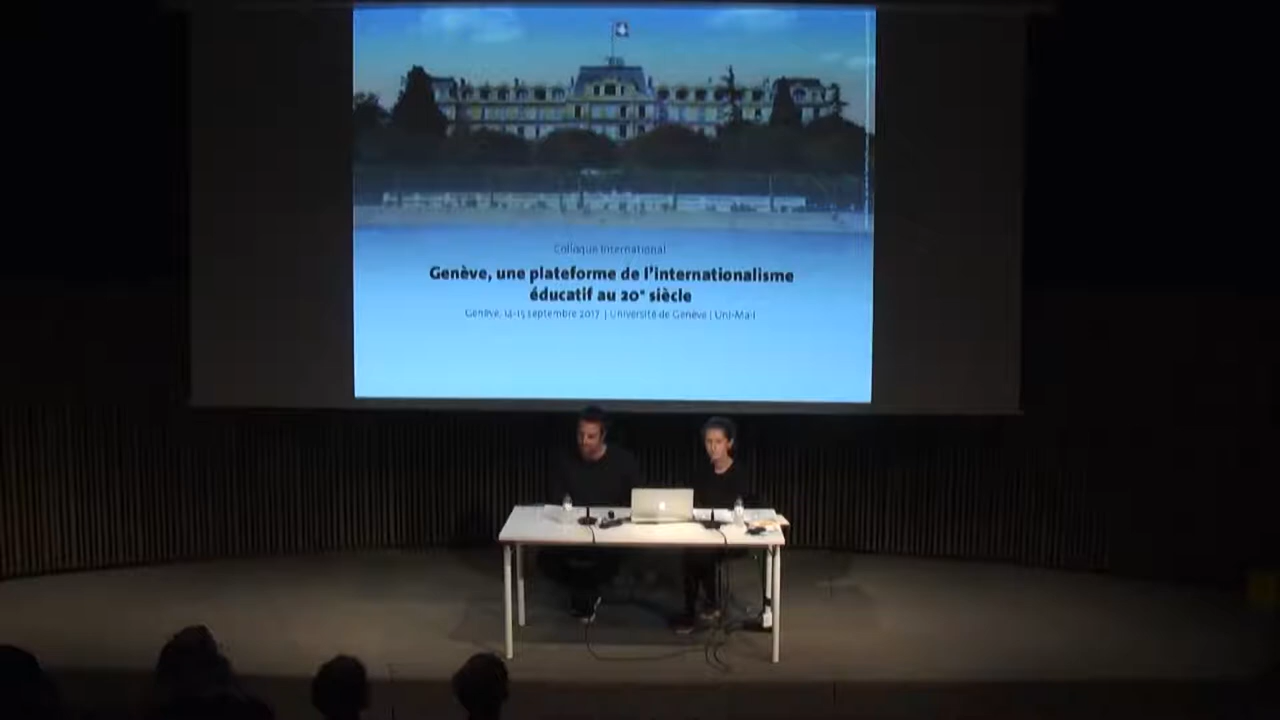 Colloque International
Genève, une plateforme de l'internationalisme
éducatif au 20ᵉ siècle
Genève, 14-15 septembre 2017 | Université de Genève | Uni-Mail